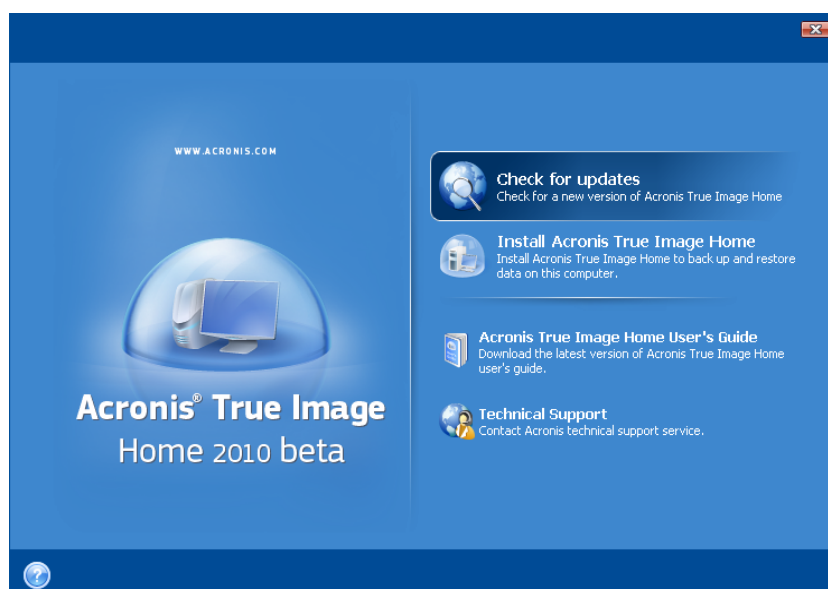 WWW.ACRONIS.COM
Acronis® True Image
Home 2010 beta
Check for updates
Check for a new version of Acronis True Image Home
Install Acronis True Image Home
Install Acronis True Image Home to back up and restore
data on this computer.
Acronis True Image Home User's Guide
Download the latest version of Acronis True Image Home
user's guide.
Technical Support
Contact Acronis technical support service.